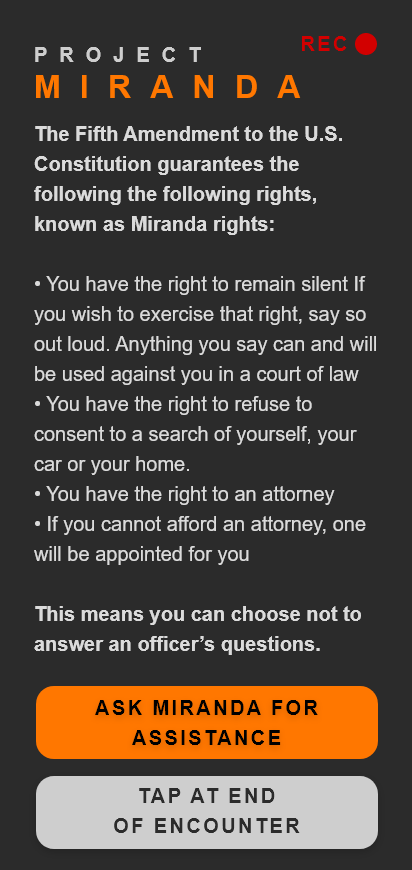 REC
PROJECT
MIRANDA
The Fifth Amendment to the U.S.
Constitution guarantees the
following the following rights,
known as Miranda rights:
• You have the right to remain silent If
you wish to exercise that right, say so
out loud. Anything you say can and will
be used against you in a court of law
• You have the right to refuse to
consent to a search of yourself, your
car or your home.
• You have the right to an attorney
• If you cannot afford an attorney, one
will be appointed for you
This means you can choose not to
answer an officer’s questions.
ASK MIRANDA FOR
ASSISTANCE
TAP AT END
OF ENCOUNTER